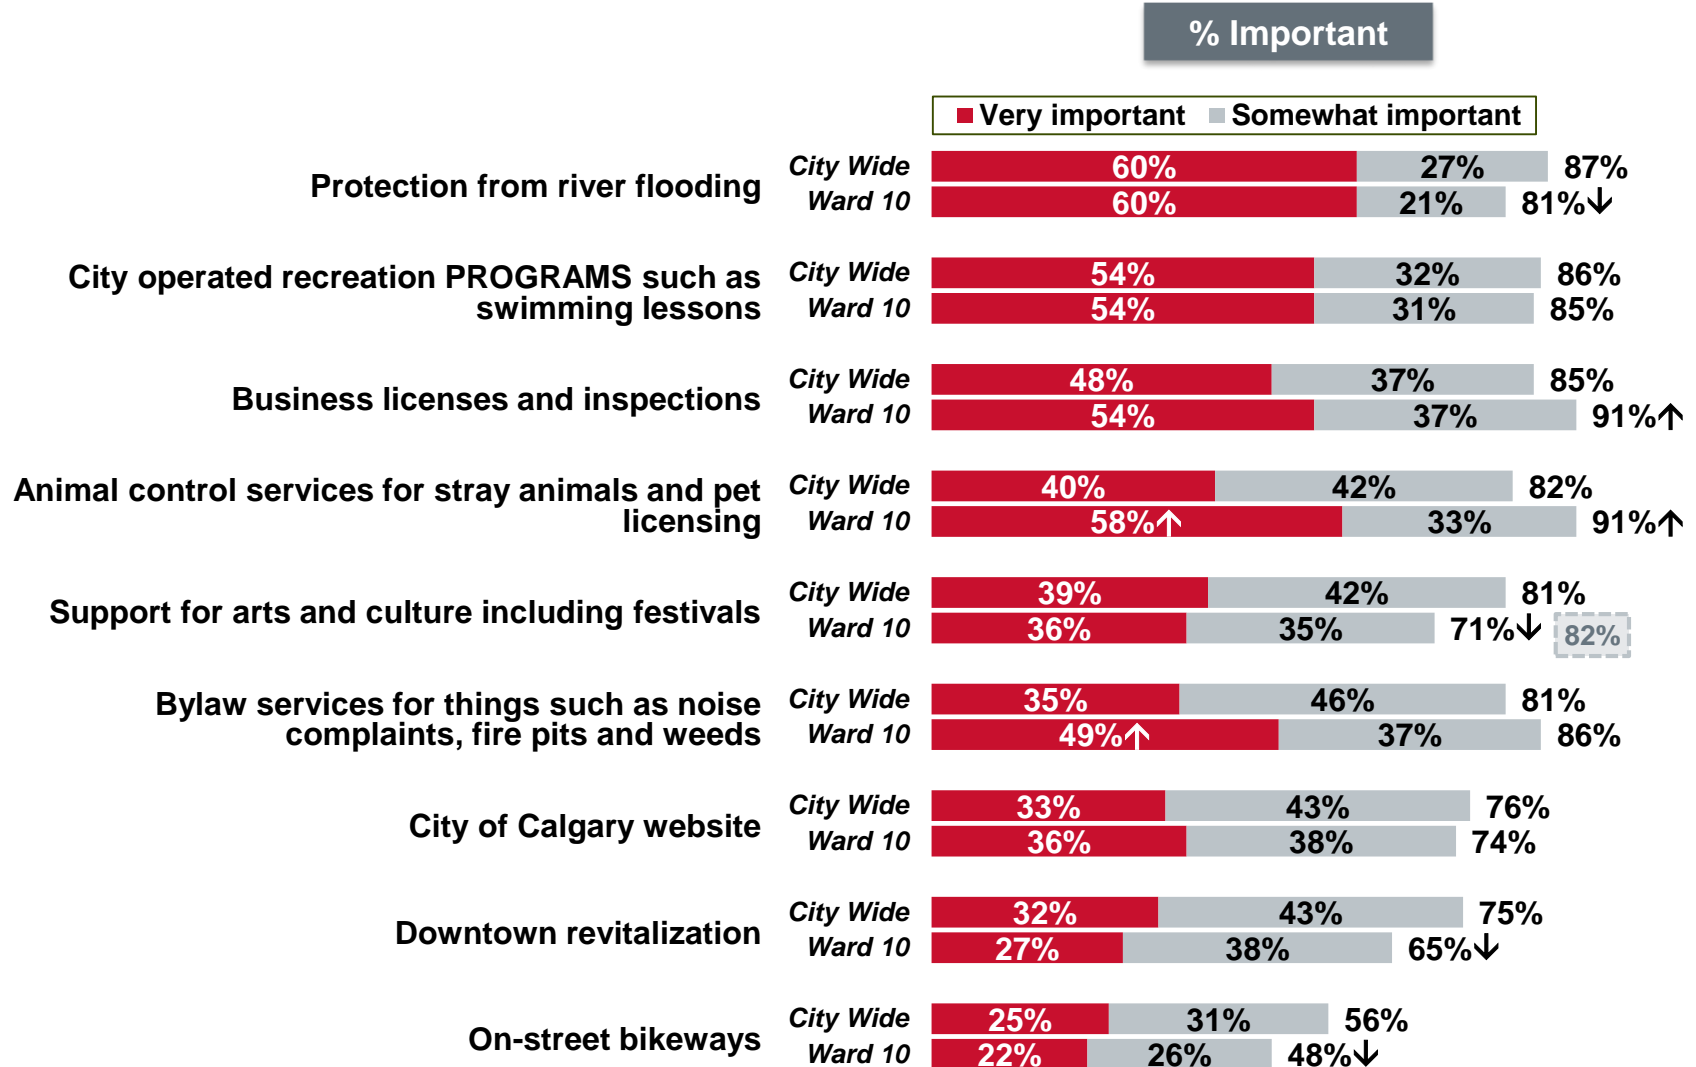 % Important
Very important Somewhat important
Protection from river flooding
City Wide 60% 27% 87%
Ward 10 60% 21% 81%↓
City operated recreation PROGRAMS such as
swimming lessons
City Wide 54% 32% 86%
Ward 10 54% 31% 85%
Business licenses and inspections
City Wide 48% 37% 85%
Ward 10 54% 37% 91%↑
Animal control services for stray animals and pet
licensing
City Wide 40% 42% 82%
Ward 10 58%↑ 33% 91%↑
Support for arts and culture including festivals
City Wide 39% 42% 81%
Ward 10 36% 35% 71%↓ 82%
Bylaw services for things such as noise
complaints, fire pits and weeds
City Wide 35% 46% 81%
Ward 10 49%↑ 37% 86%
City of Calgary website
City Wide 33% 43% 76%
Ward 10 36% 38% 74%
Downtown revitalization
City Wide 32% 43% 75%
Ward 10 27% 38% 65%↓
On-street bikeways
City Wide 25% 31% 56%
Ward 10 22% 26% 48%↓